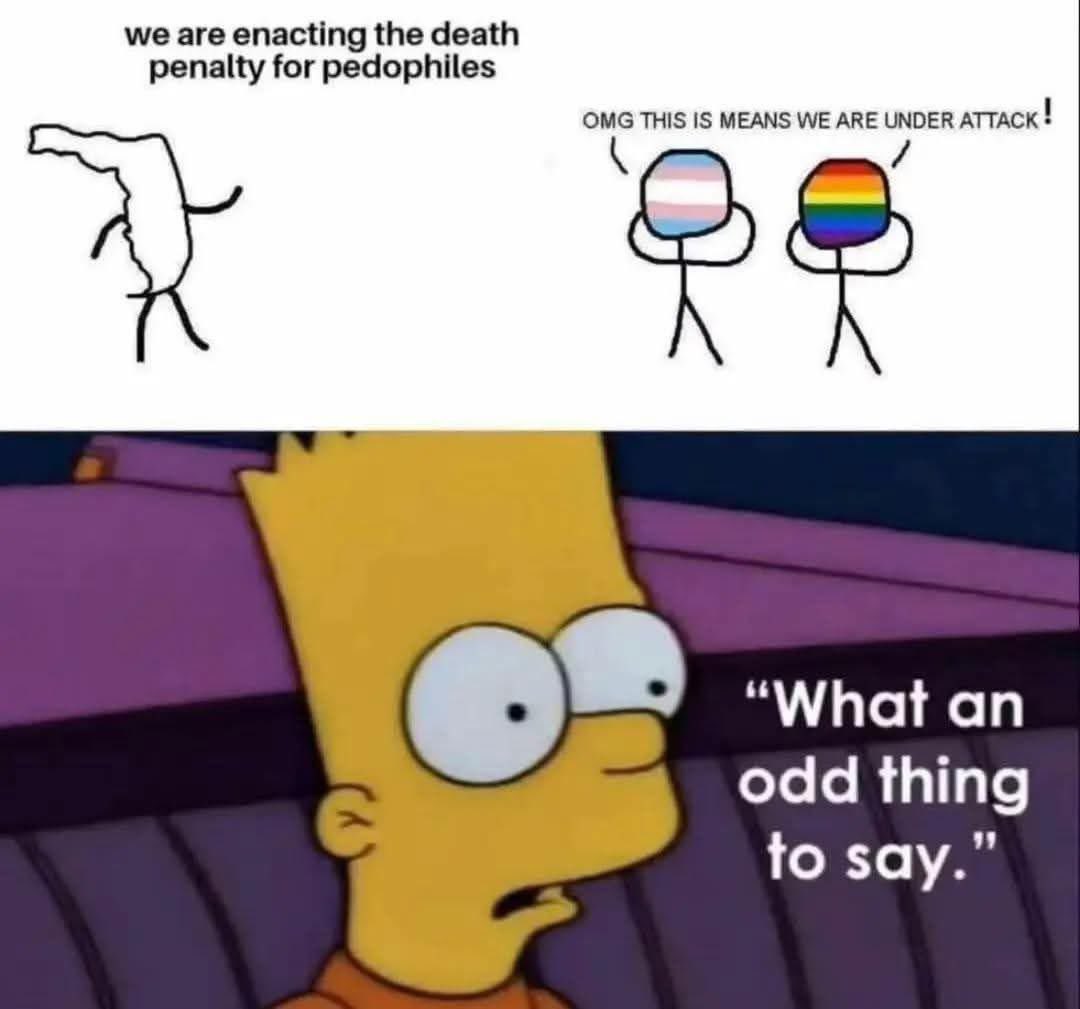 we are enacting the death
penalty for pedophiles
OMG THIS IS MEANS WE ARE UNDER ATTACK!
“What an
odd thing
to say.”